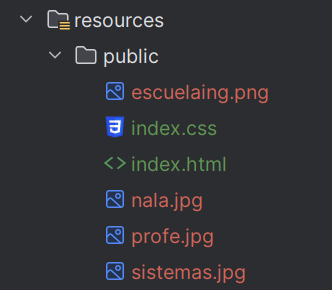 resources
public
escuelaing.png
index.css
index.html
nala.jpg
profe.jpg
sistemas.jpg